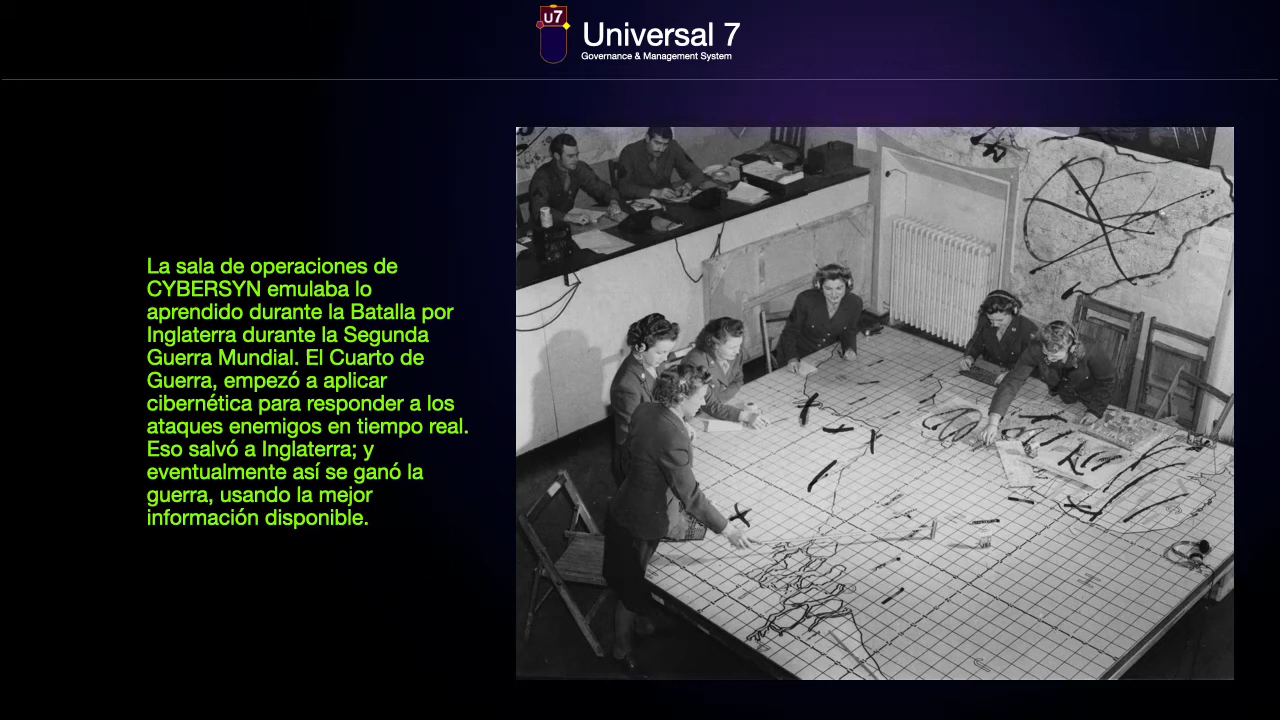 U7
Universal 7
Governance & Management System
La sala de operaciones de
CYBERSYN emulaba lo
aprendido durante la Batalla por
Inglaterra durante la Segunda
Guerra Mundial. El Cuarto de
Guerra, empezó a aplicar
cibernética para responder a los
ataques enemigos en tiempo real.
Eso salvó a Inglaterra; y
eventualmente así se ganó la
guerra, usando la mejor
información disponible.